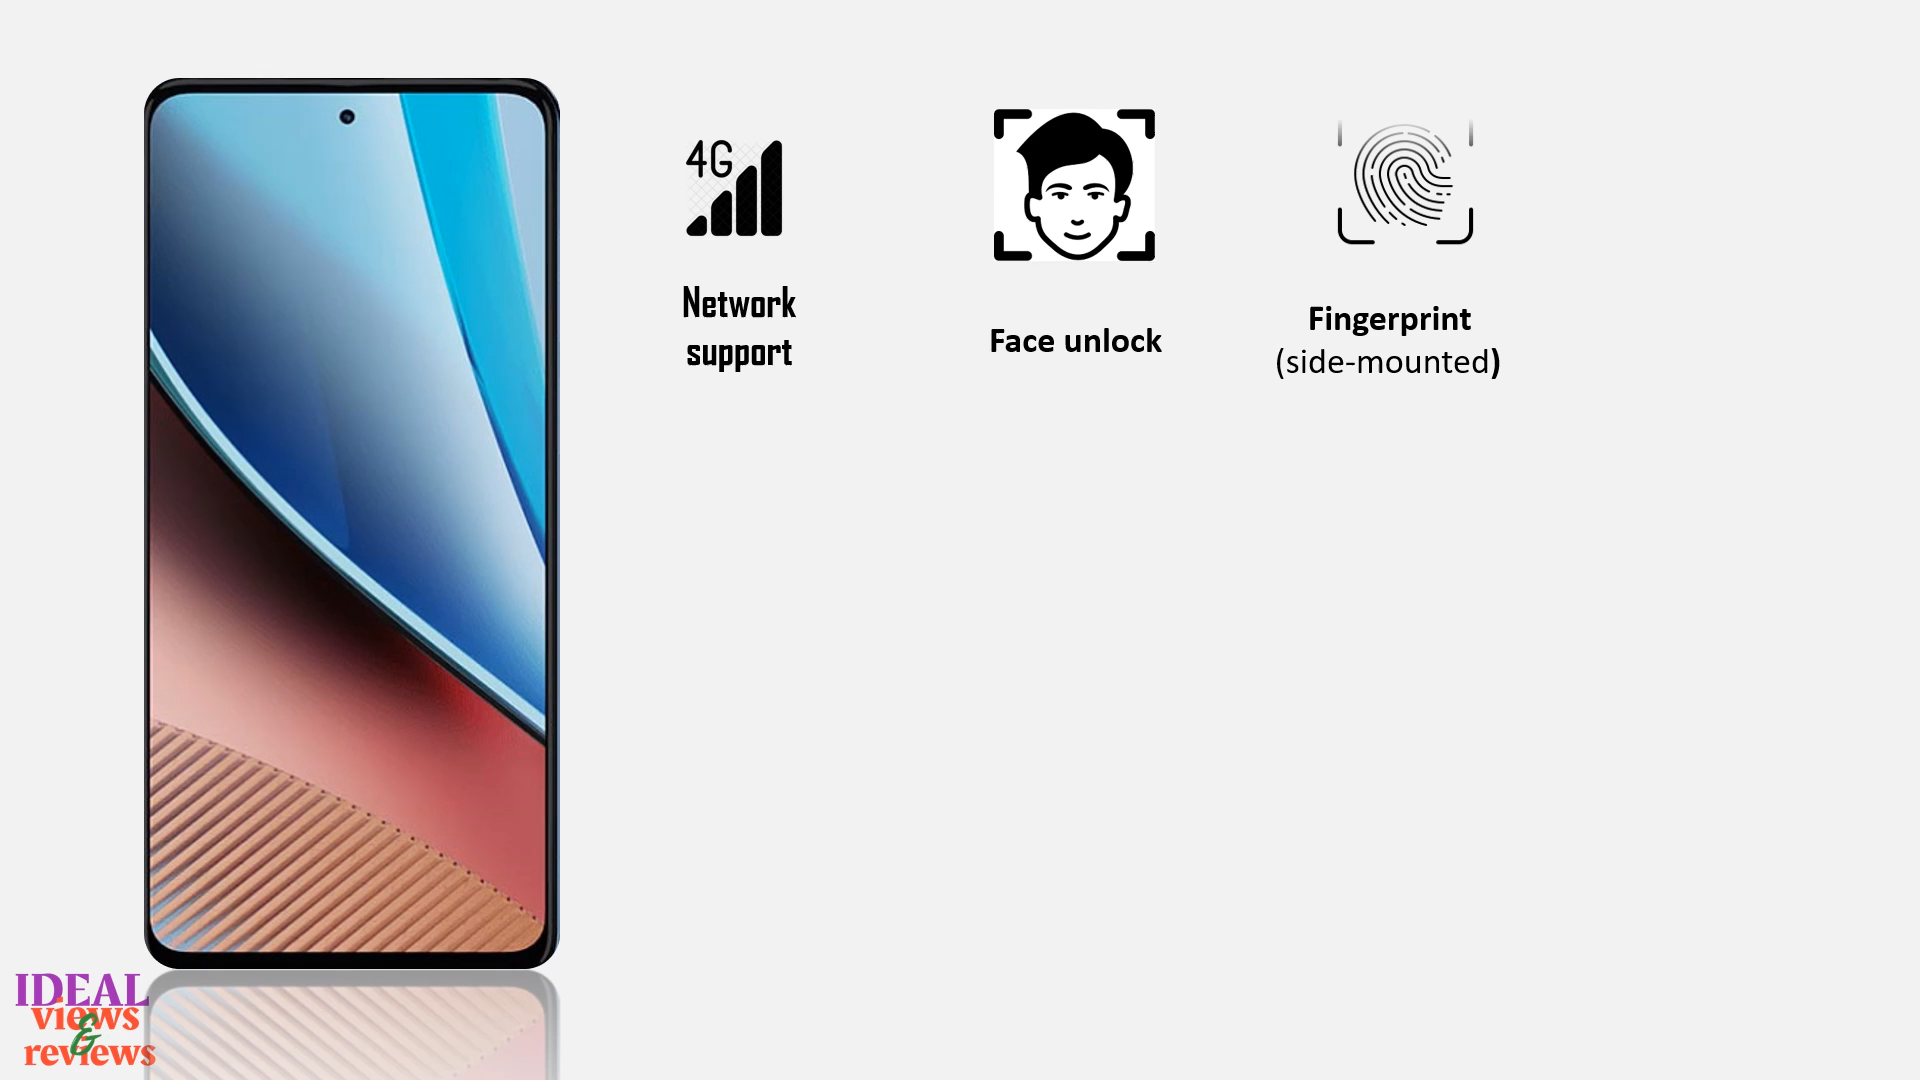 4G
Network
support
Face unlock
Fingerprint
(side-mounted)
IDEAL
views
&
reviews